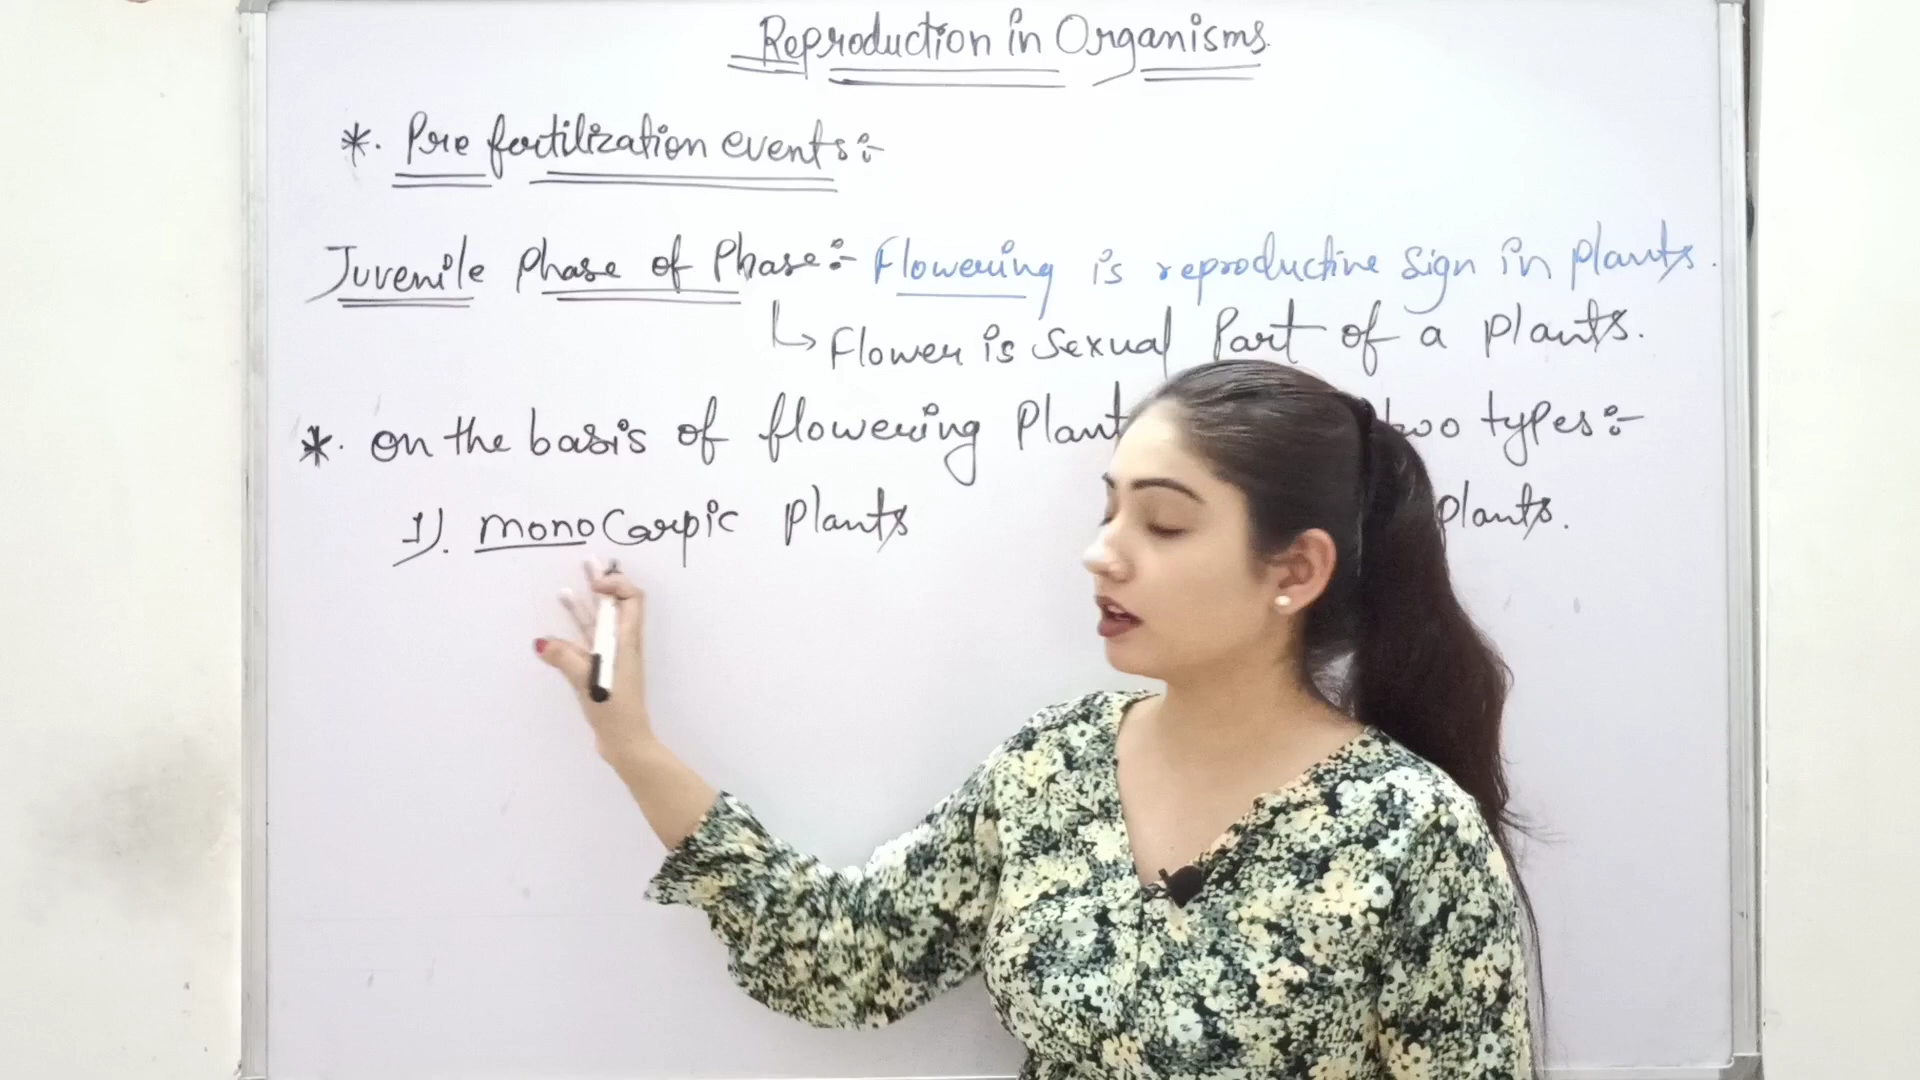 Reproduction in Organisms.
*. Pre fertilization events:-
Juvenile Phase of Phase:- Flowering is reproductive sign in plants.
↳ Flower is sexual Part of a plants.
*. on the basis of flowering Plant two types:-
1). monoCarpic plants plants.